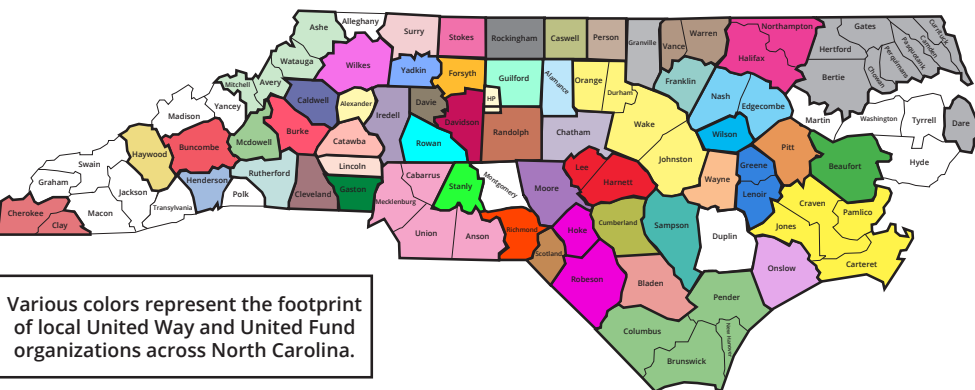 Ashe
Alleghany
Surry
Stokes
Rockingham
Caswell
Person
Granville
Vance
Warren
Northampton
Halifax
Hertford
Gates
Currituck
Camden
Pasquotank
Perquimans
Chowan
Bertie
Watauga
Wilkes
Yadkin
Forsyth
Guilford
HP
Alamance
Orange
Durham
Franklin
Nash
Edgecombe
Martin
Washington
Tyrrell
Dare
Mitchell
Avery
Caldwell
Alexander
Iredell
Davie
Davidson
Randolph
Chatham
Wake
Wilson
Pitt
Beaufort
Hyde
Madison
Yancey
Mcdowell
Burke
Catawba
Rowan
Johnston
Wayne
Greene
Lenoir
Haywood
Buncombe
Rutherford
Lincoln
Cleveland
Gaston
Cabarrus
Stanly
Montgomery
Moore
Lee
Harnett
Swain
Graham
Jackson
Henderson
Polk
Transylvania
Macon
Cherokee
Clay
Mecklenburg
Union
Anson
Richmond
Scotland
Hoke
Cumberland
Sampson
Duplin
Craven
Pamlico
Jones
Carteret
Onslow
Robeson
Bladen
Pender
Columbus
Brunswick
New Hanover
Various colors represent the footprint
of local United Way and United Fund
organizations across North Carolina.